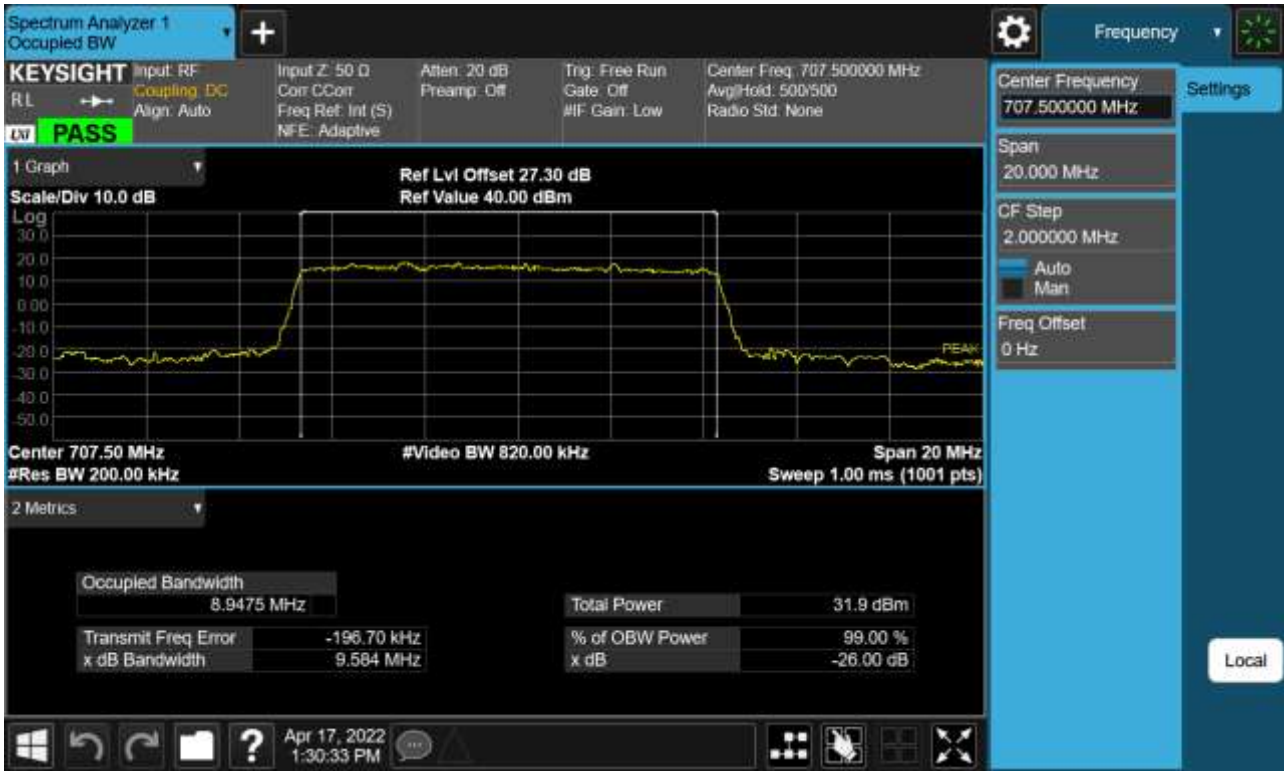 Spectrum Analyzer 1
Occupied BW
Frequency
KEYSIGHT
RL
PASS
Input: RF
Coupling: DC
Align: Auto
Input Z: 50 Ω
Corr CCorr
Freq Ref: Int (S)
NFE: Adaptive
Atten: 20 dB
Preamp: Off
Trig: Free Run
Gate: Off
#IF Gain: Low
Center Freq: 707.500000 MHz
Avg|Hold: 500/500
Radio Std: None
Center Frequency
707.500000 MHz
Settings
Span
20.000 MHz
CF Step
2.000000 MHz
Auto
Man
Freq Offset
0 Hz
1 Graph
Scale/Div 10.0 dB
Ref Lvl Offset 27.30 dB
Ref Value 40.00 dBm
Log
30.0
20.0
10.0
0.00
-10.0
-20.0
-30.0
-40.0
-50.0
PEAK
Center 707.50 MHz
#Video BW 820.00 kHz
Span 20 MHz
#Res BW 200.00 kHz
Sweep 1.00 ms (1001 pts)
2 Metrics
Occupied Bandwidth
8.9475 MHz
Total Power 31.9 dBm
Transmit Freq Error -196.70 kHz
% of OBW Power 99.00 %
x dB Bandwidth 9.584 MHz
x dB -26.00 dB
Local
Apr 17, 2022
1:30:33 PM